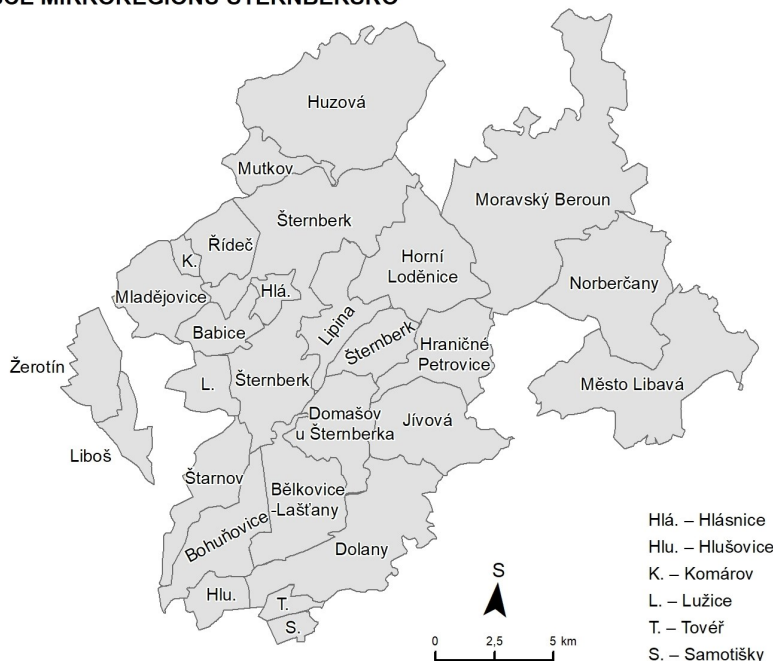 MIKROREGIONU ŠTERNBERSKO
Huzová
Mutkov
Moravský Beroun
Šternberk
Řídeč
K.
Horní
Loděnice
Norberčany
Hlá.
Mladějovice
Lipina
Babice
Šternberk
Hraničné
Petrovice
Žerotín
L.
Šternberk
Město Libavá
Domašov
u Šternberka
Jívová
Liboš
Štarnov
Bělkovice
-Lašťany
Bohuňovice
Dolany
Hlu.
T.
S.
S
0 2,5 5 km
Hlá. – Hlásnice
Hlu. – Hlušovice
K. – Komárov
L. – Lužice
T. – Tovéř
S. – Samotišky